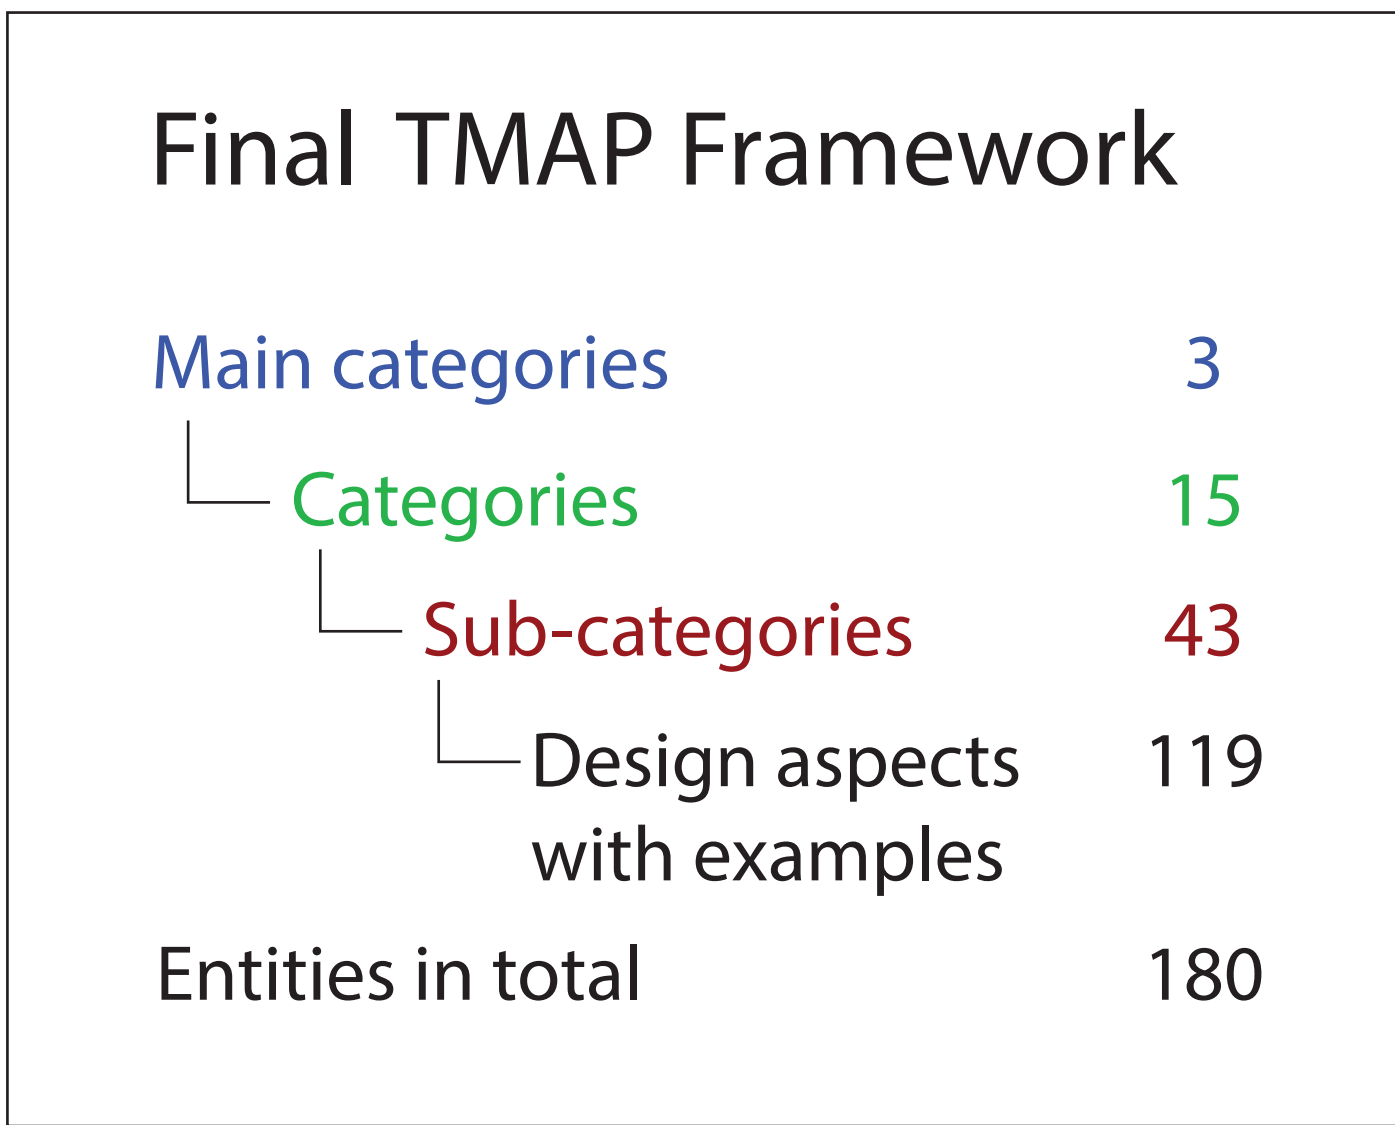 Final TMAP Framework
Main categories 3
Categories 15
Sub-categories 43
Design aspects 119
with examples
Entities in total 180